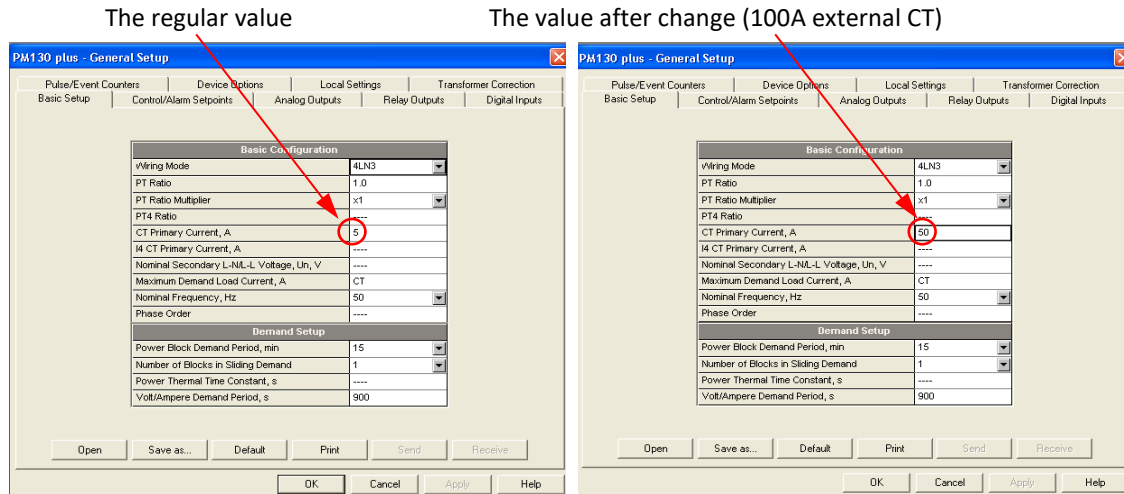 The regular value
The value after change (100A external CT)
PM130 plus - General Setup
Pulse/Event Counters Device Options Local Settings Transformer Correction
Basic Setup Control/Alarm Setpoints Analog Outputs Relay Outputs Digital Inputs
Basic Configuration
Wiring Mode 4LN3
PT Ratio 1.0
PT Ratio Multiplier x1
PT4 Ratio ----
CT Primary Current, A 5
I4 CT Primary Current, A ----
Nominal Secondary L-N/L-L Voltage, Un, V ----
Maximum Demand Load Current, A CT
Nominal Frequency, Hz 50
Phase Order ----
Demand Setup
Power Block Demand Period, min 15
Number of Blocks in Sliding Demand 1
Power Thermal Time Constant, s ----
Volt/Ampere Demand Period, s 900
Open Save as... Default Print Send Receive
OK Cancel Apply Help
PM130 plus - General Setup
Pulse/Event Counters Device Options Local Settings Transformer Correction
Basic Setup Control/Alarm Setpoints Analog Outputs Relay Outputs Digital Inputs
Basic Configuration
Wiring Mode 4LN3
PT Ratio 1.0
PT Ratio Multiplier x1
PT4 Ratio ----
CT Primary Current, A 50
I4 CT Primary Current, A ----
Nominal Secondary L-N/L-L Voltage, Un, V ----
Maximum Demand Load Current, A CT
Nominal Frequency, Hz 50
Phase Order ----
Demand Setup
Power Block Demand Period, min 15
Number of Blocks in Sliding Demand 1
Power Thermal Time Constant, s ----
Volt/Ampere Demand Period, s 900
Open Save as... Default Print Send Receive
OK Cancel Apply Help